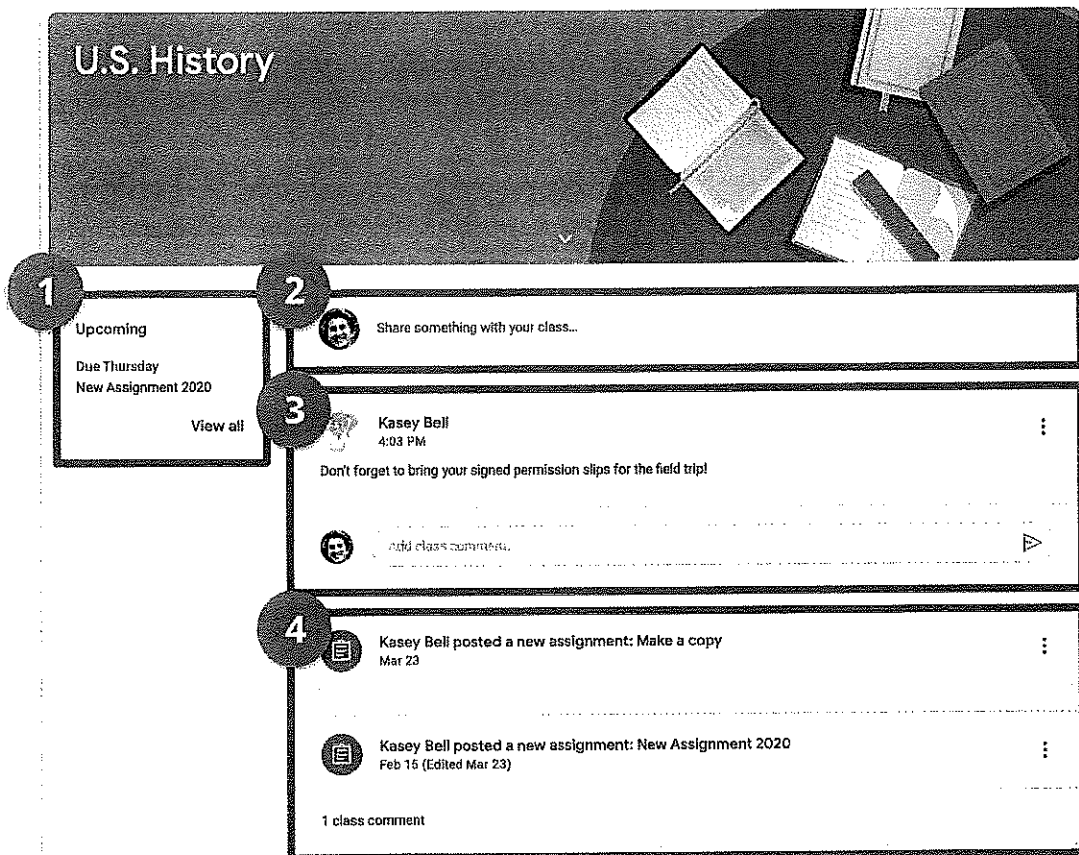 U.S. History
1
Upcoming
Due Thursday
New Assignment 2020
View all
2
Share something with your class...
3
Kasey Bell
4:03 PM
Don't forget to bring your signed permission slips for the field trip!
Add class comment...
4
Kasey Bell posted a new assignment: Make a copy
Mar 23
Kasey Bell posted a new assignment: New Assignment 2020
Feb 15 (Edited Mar 23)
1 class comment